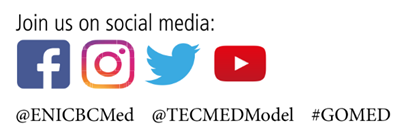 Join us on social media:
@ENICBCMed @TECMEDModel #GOMED